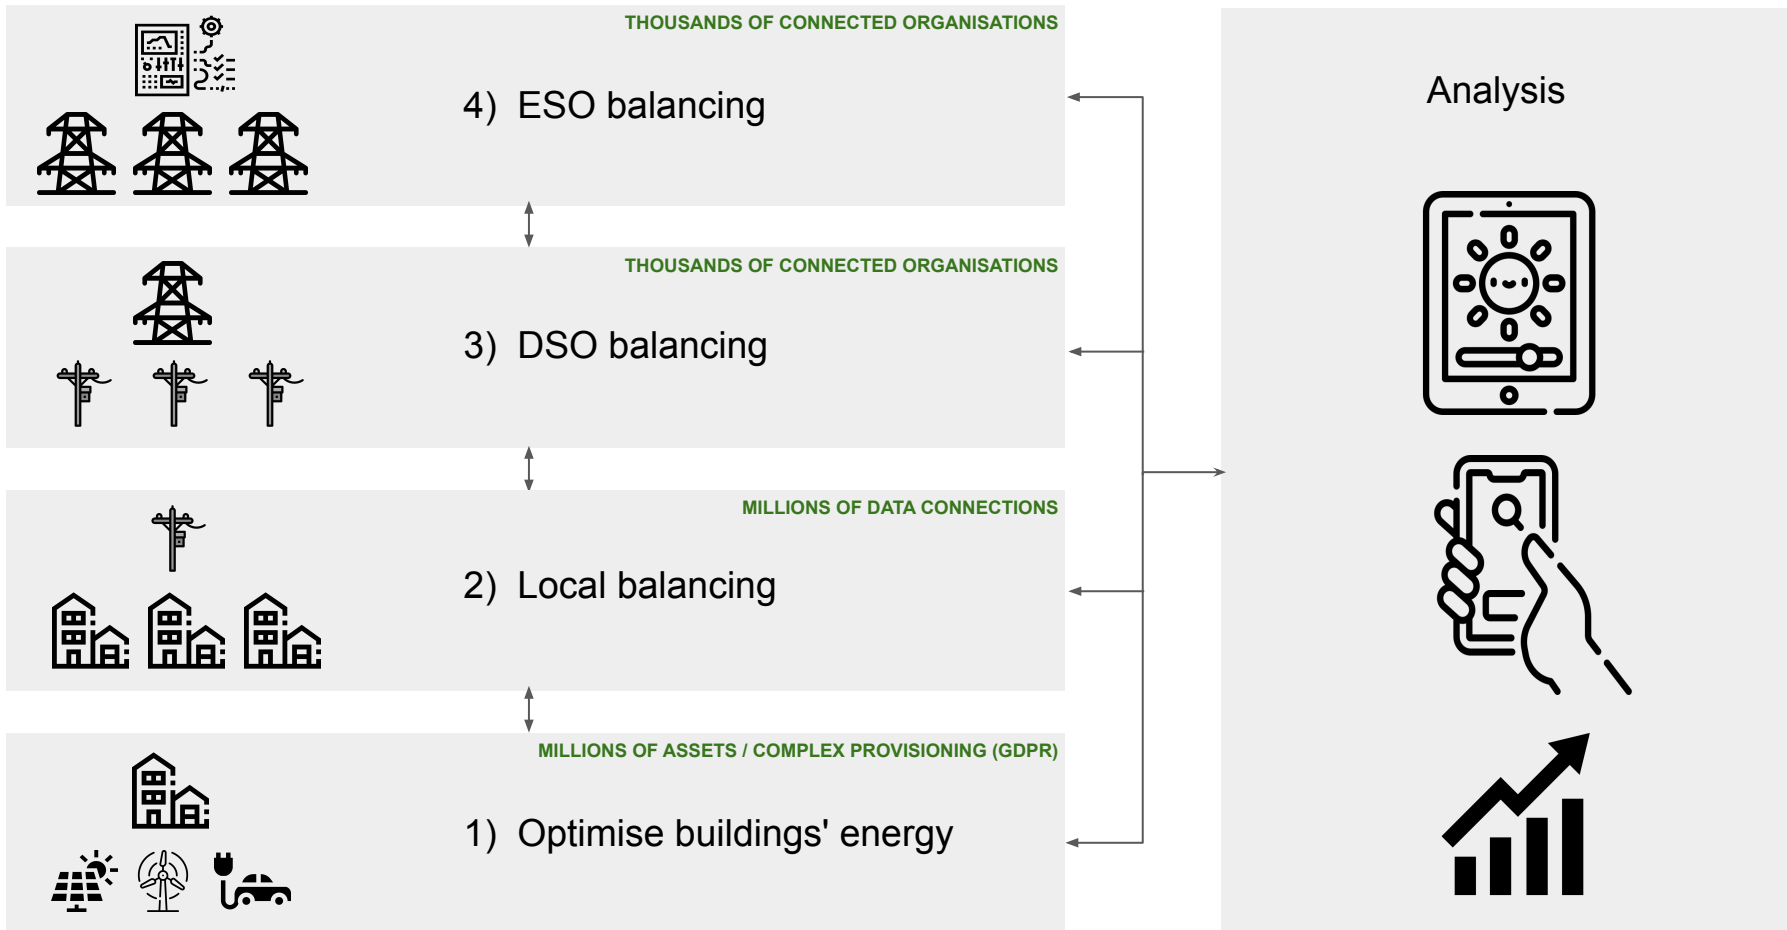 THOUSANDS OF CONNECTED ORGANISATIONS
4) ESO balancing
THOUSANDS OF CONNECTED ORGANISATIONS
3) DSO balancing
MILLIONS OF DATA CONNECTIONS
2) Local balancing
MILLIONS OF ASSETS / COMPLEX PROVISIONING (GDPR)
1) Optimise buildings' energy
Analysis